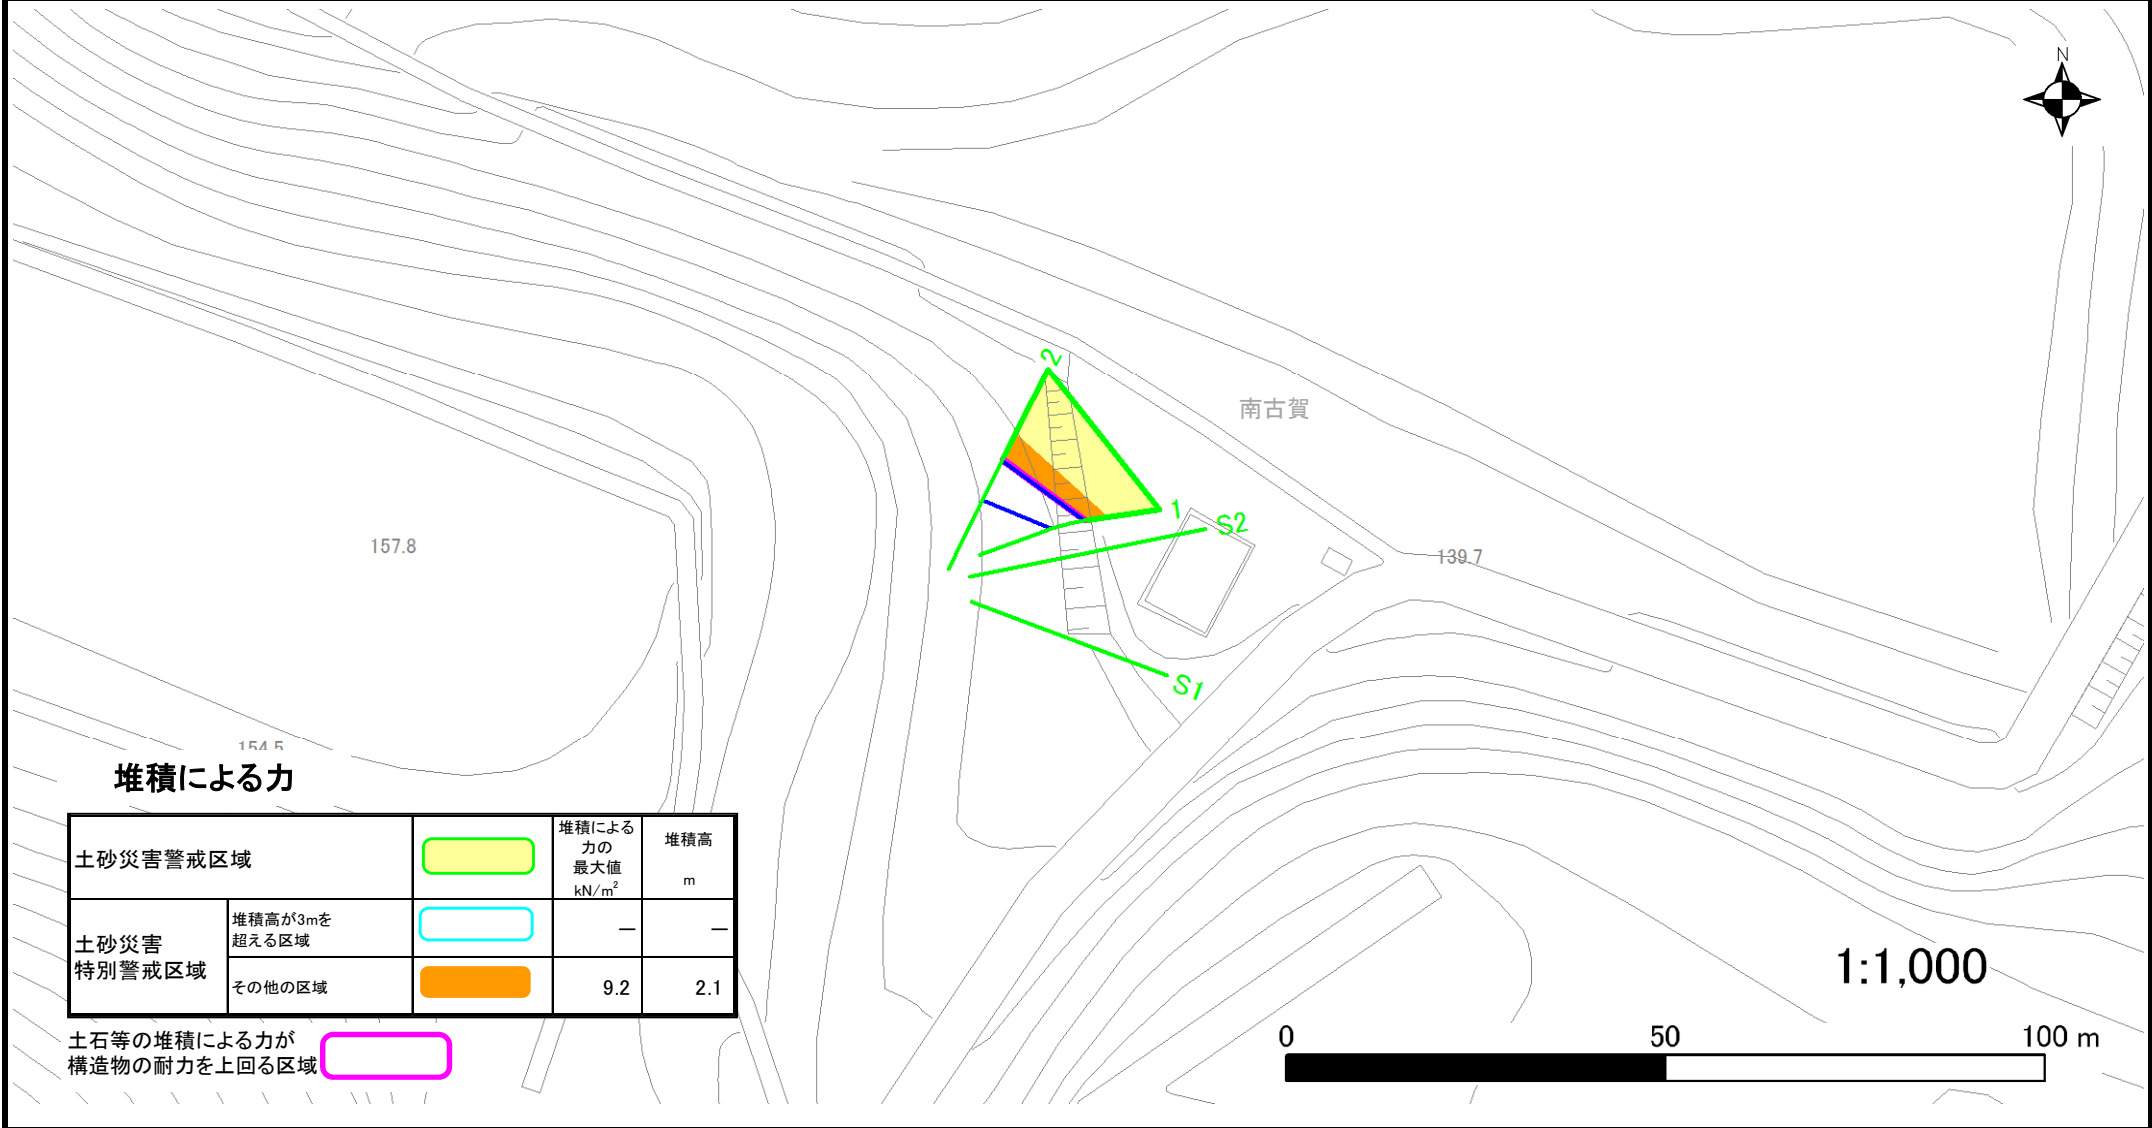 N
2
南古賀
1
S2
157.8
139.7
S1
154.5
堆積による力
土砂災害警戒区域
堆積による
力の
最大値
kN/m²
堆積高
m
土砂災害
特別警戒区域
堆積高が3mを
超える区域
—
—
その他の区域
9.2
2.1
土石等の堆積による力が
構造物の耐力を上回る区域
1:1,000
0 50 100 m